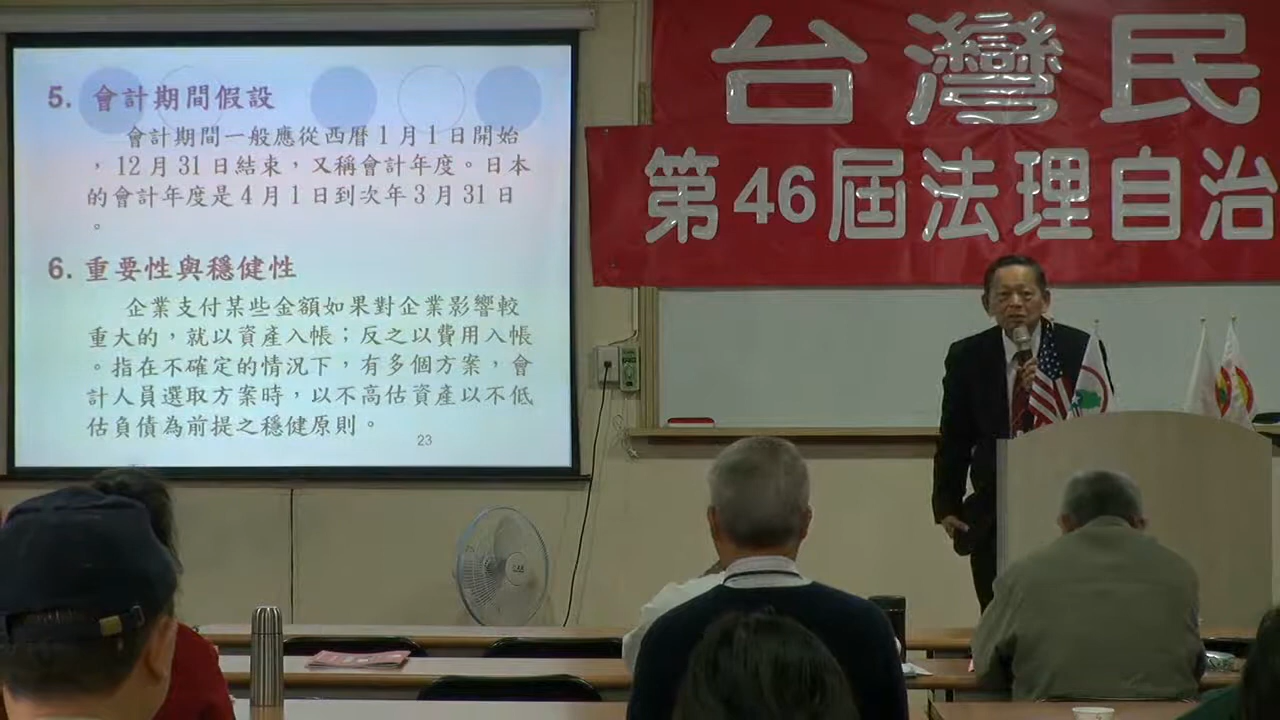 5. 會計期間假設
會計期間一般應從西曆1月1日開始
，12月31日結束，又稱會計年度。日本
的會計年度是4月1日到次年3月31日
。
6. 重要性與穩健性
企業支付某些金額如果對企業影響較
重大的，就以資產入帳；反之以費用入帳
。指在不確定的情況下，有多個方案，會
計人員選取方案時，以不高估資產以不低
估負債為前提之穩健原則。
23
台灣民
第46屆法理自治